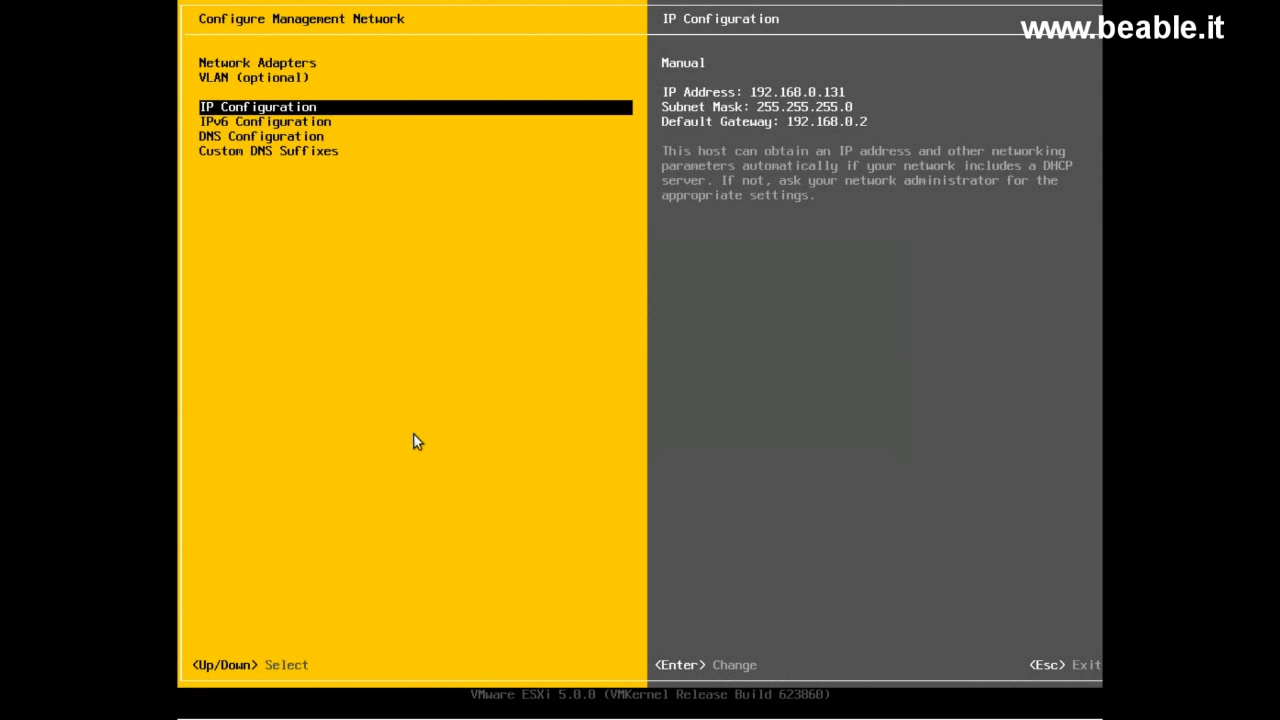 Configure Management Network
Network Adapters
VLAN (optional)
IP Configuration
IPv6 Configuration
DNS Configuration
Custom DNS Suffixes
<Up/Down> Select
IP Configuration
www.beable.it
Manual
IP Address: 192.168.0.131
Subnet Mask: 255.255.255.0
Default Gateway: 192.168.0.2
This host can obtain an IP address and other networking
parameters automatically if your network includes a DHCP
server. If not, ask your network administrator for the
appropriate settings.
<Enter> Change
<Esc> Exit
VMware ESXi 5.0.0 (VMKernel Release Build 623860)